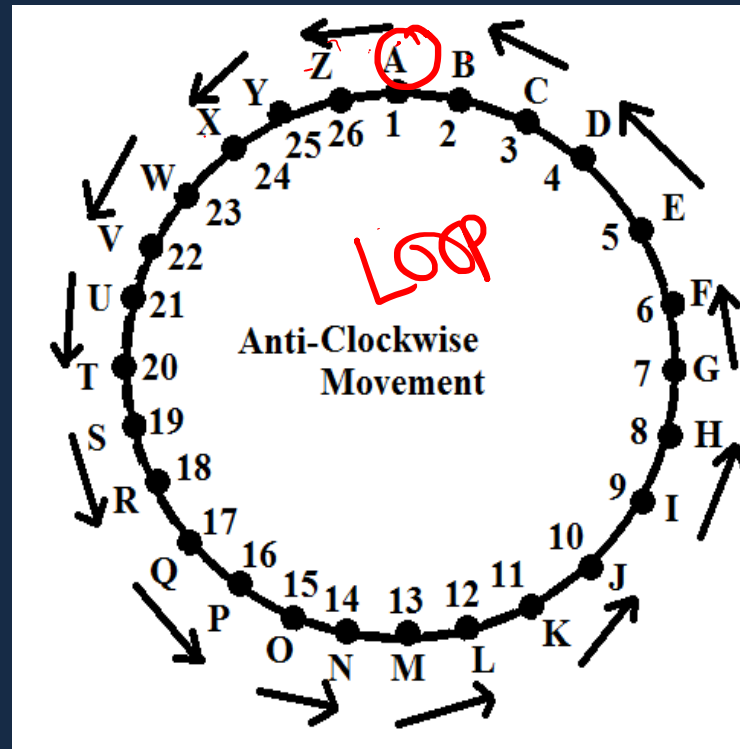 Z A B
Y 26 1 2 C
X 25 3 D
24 4
W 23 E
V 22 5
LOOP
U 21 6 F
Anti-Clockwise
T 20 7 G
Movement
S 19 8 H
R 18 9 I
17 10
Q 16 11 J
P 15 14 13 12 K
O N M L